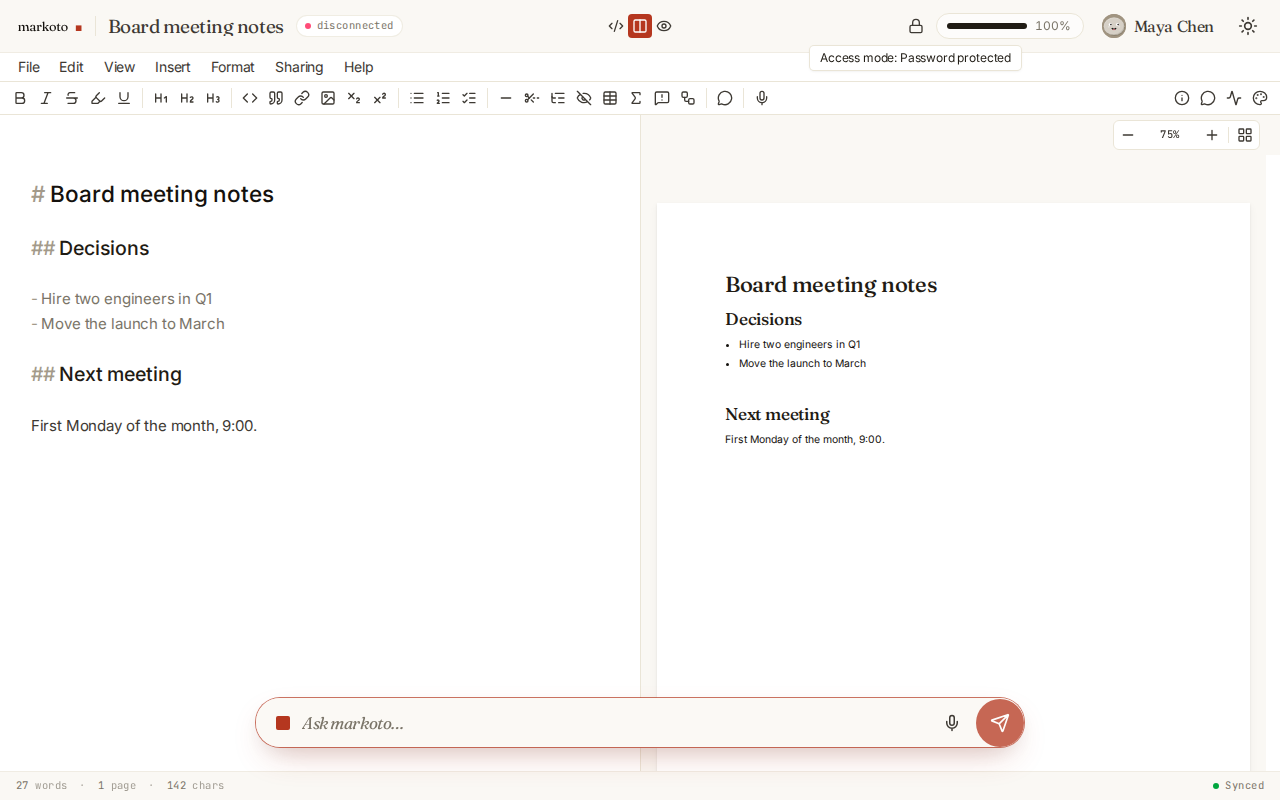 markoto
Board meeting notes
disconnected
100%
Maya Chen
Access mode: Password protected
File Edit View Insert Format Sharing Help
H1 H2 H3
75%
# Board meeting notes
## Decisions
- Hire two engineers in Q1
- Move the launch to March
## Next meeting
First Monday of the month, 9:00.
Board meeting notes
Decisions
• Hire two engineers in Q1
• Move the launch to March
Next meeting
First Monday of the month, 9:00.
Ask markoto...
27 words · 1 page · 142 chars
Synced